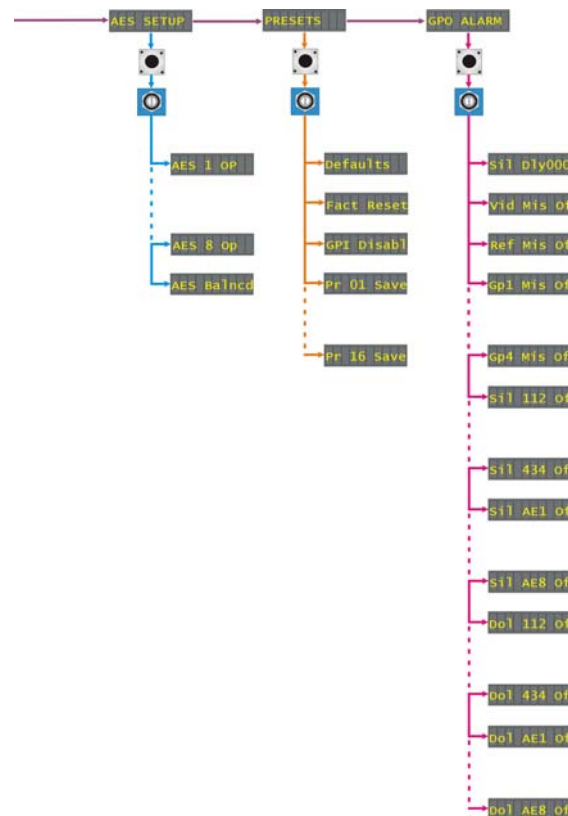 AES SETUP
PRESETS
GPO ALARM
AES 1 OP
AES 8 Op
AES Balncd
Defaults
Fact Reset
GPI Disabl
Pr 01 Save
Pr 16 Save
Sil Dly000
Vid Mis Of
Ref Mis Of
Gp1 Mis Of
Gp4 Mis Of
Sil 112 Of
Sil 434 Of
Sil AE1 Of
Sil AE8 Of
Dol 112 Of
Dol 434 Of
Dol AE1 Of
Dol AE8 Of